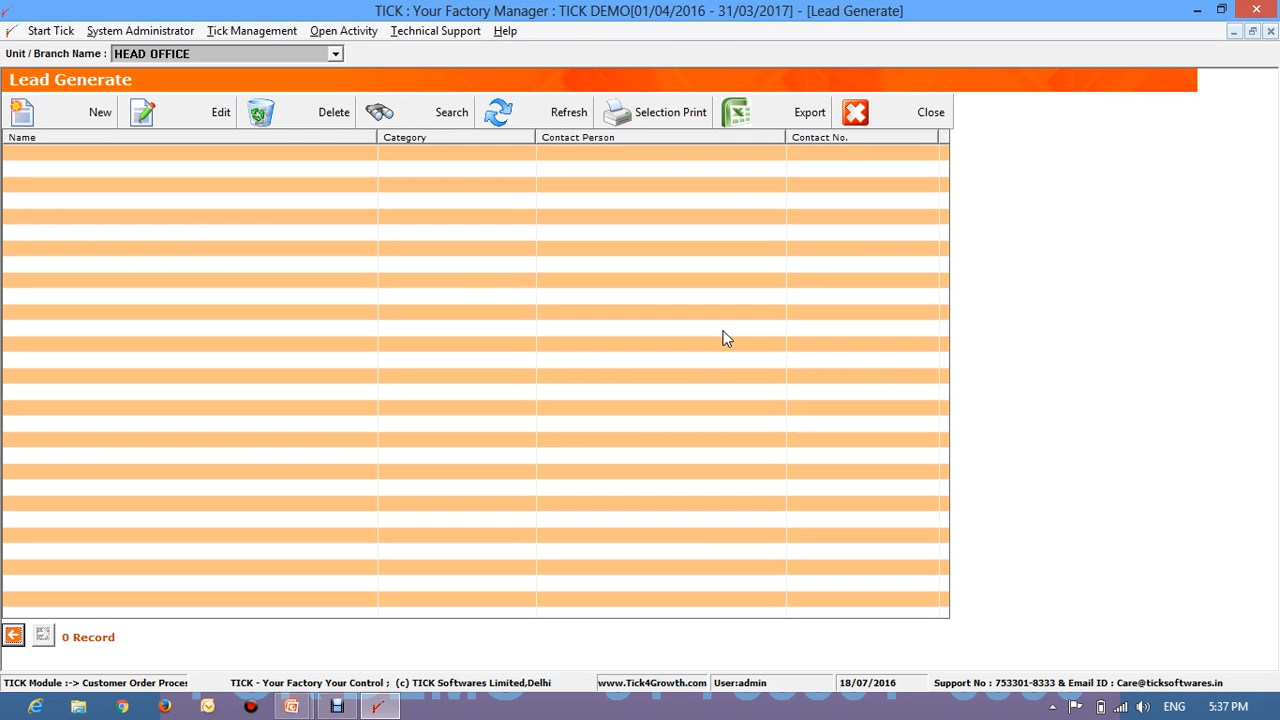 TICK : Your Factory Manager : TICK DEMO[01/04/2016 - 31/03/2017] - [Lead Generate]
Start Tick System Administrator Tick Management Open Activity Technical Support Help
Unit / Branch Name : HEAD OFFICE
Lead Generate
New Edit Delete Search Refresh Selection Print Export Close
Name Category Contact Person Contact No.
0 Record
TICK Module :-> Customer Order Proces TICK - Your Factory Your Control ; (c) TICK Softwares Limited,Delhi www.Tick4Growth.com User:admin 18/07/2016 Support No : 753301-8333 & Email ID : Care@ticksoftwares.in
ENG 5:37 PM